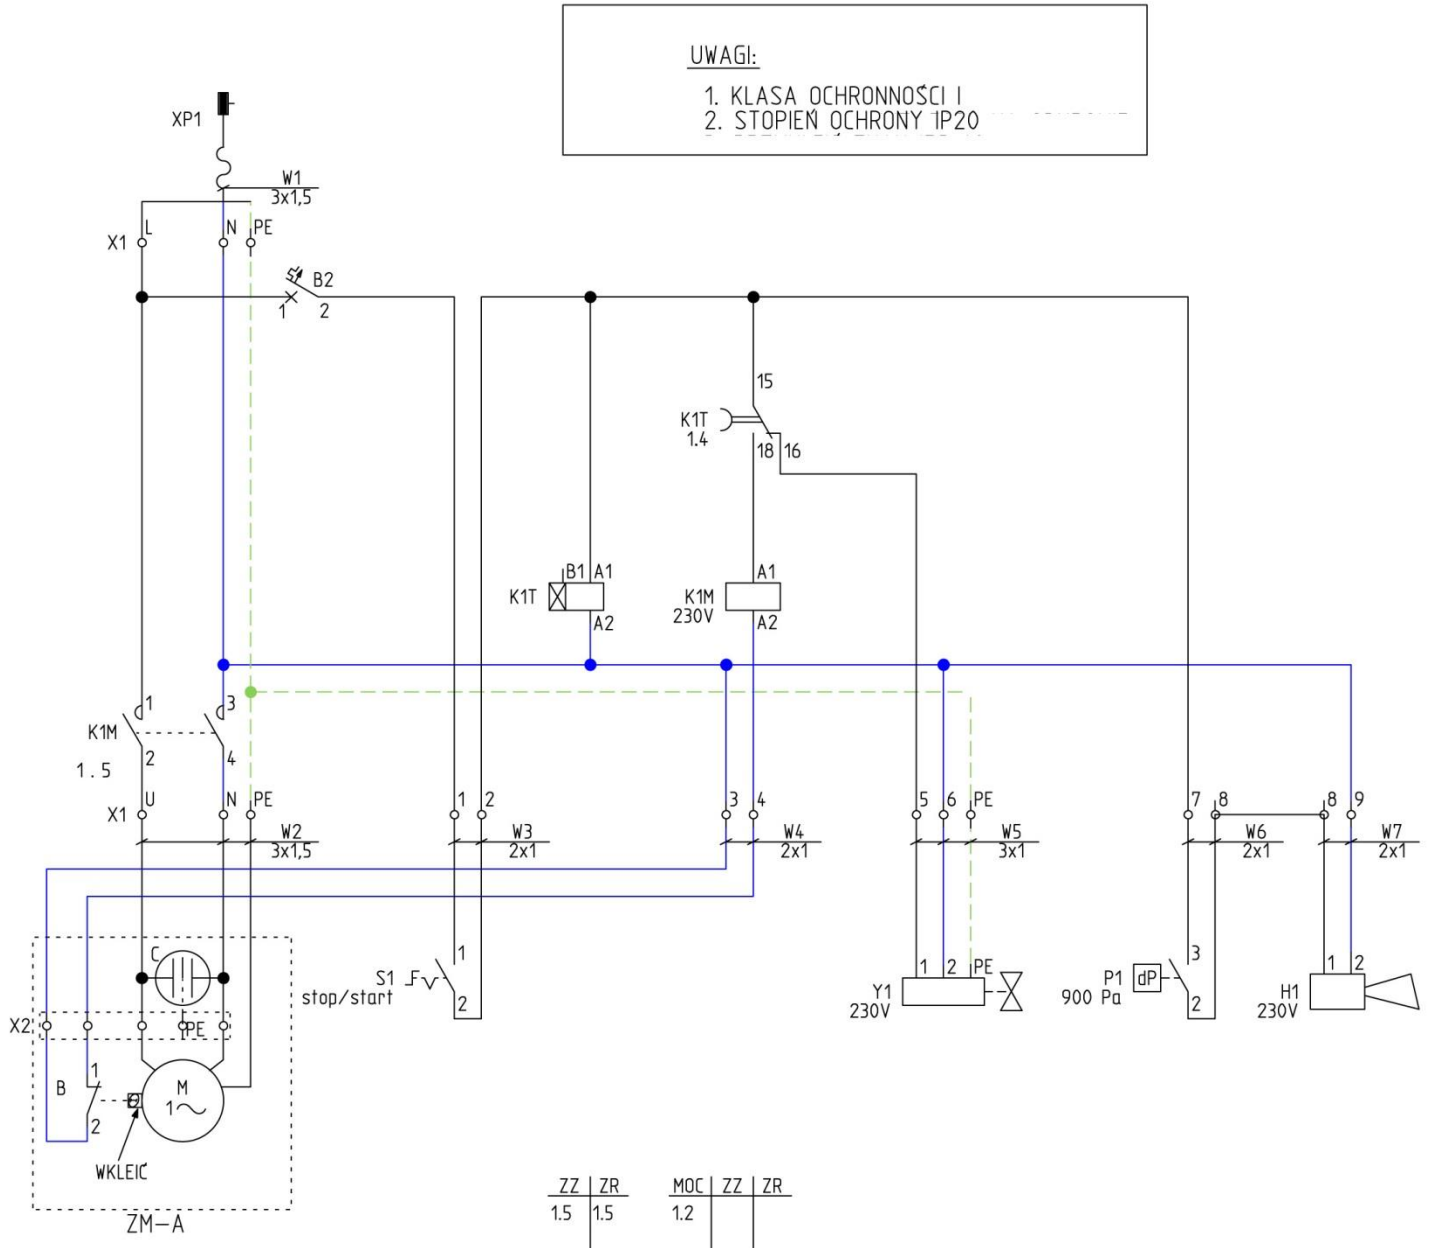 UWAGI:
1. KLASA OCHRONNOŚCI I
2. STOPIEŃ OCHRONY IP20
XP1
W1
3x1,5
X1 L N PE
B2
1 2
15
K1T
1.4
18 16
B1 A1
K1T
A2
A1
K1M
230V
A2
1 3
K1M
2 4
1.5
X1 U N PE
1 2
3 4
5 6 PE
7 8
8 9
W2
3x1,5
W3
2x1
W4
2x1
W5
3x1
W6
2x1
W7
2x1
C
S1
stop/start
1
2
1 2 PE
Y1
230V
P1
900 Pa
dP
3
2
1 2
H1
230V
X2 PE
B
1
2
M
1~
WKLEIĆ
ZM-A
ZZ ZR
1.5 1.5
MOC ZZ ZR
1.2